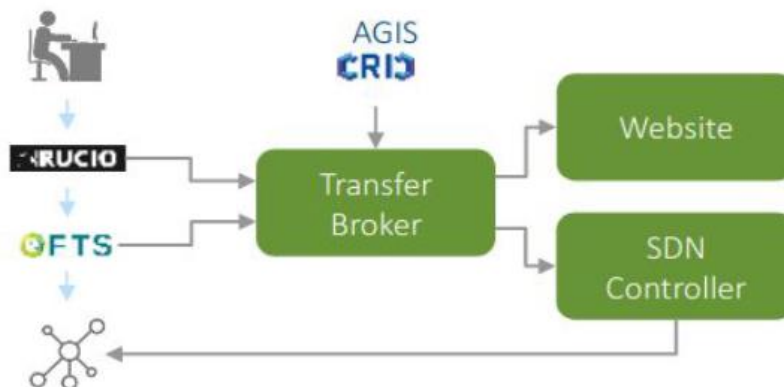 AGIS
CRIC
RUCIO
FTS
Transfer
Broker
Website
SDN
Controller